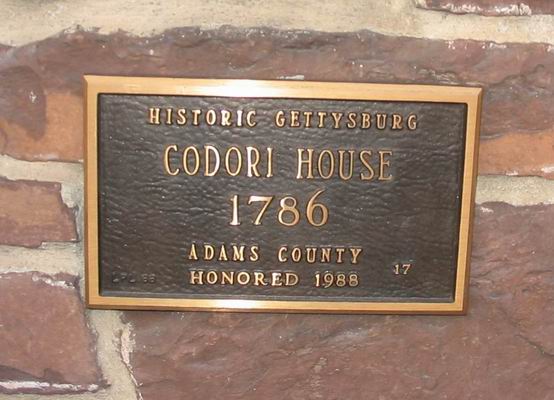 HISTORIC GETTYSBURG
CODORI HOUSE
1786
ADAMS COUNTY
HONORED 1988
17